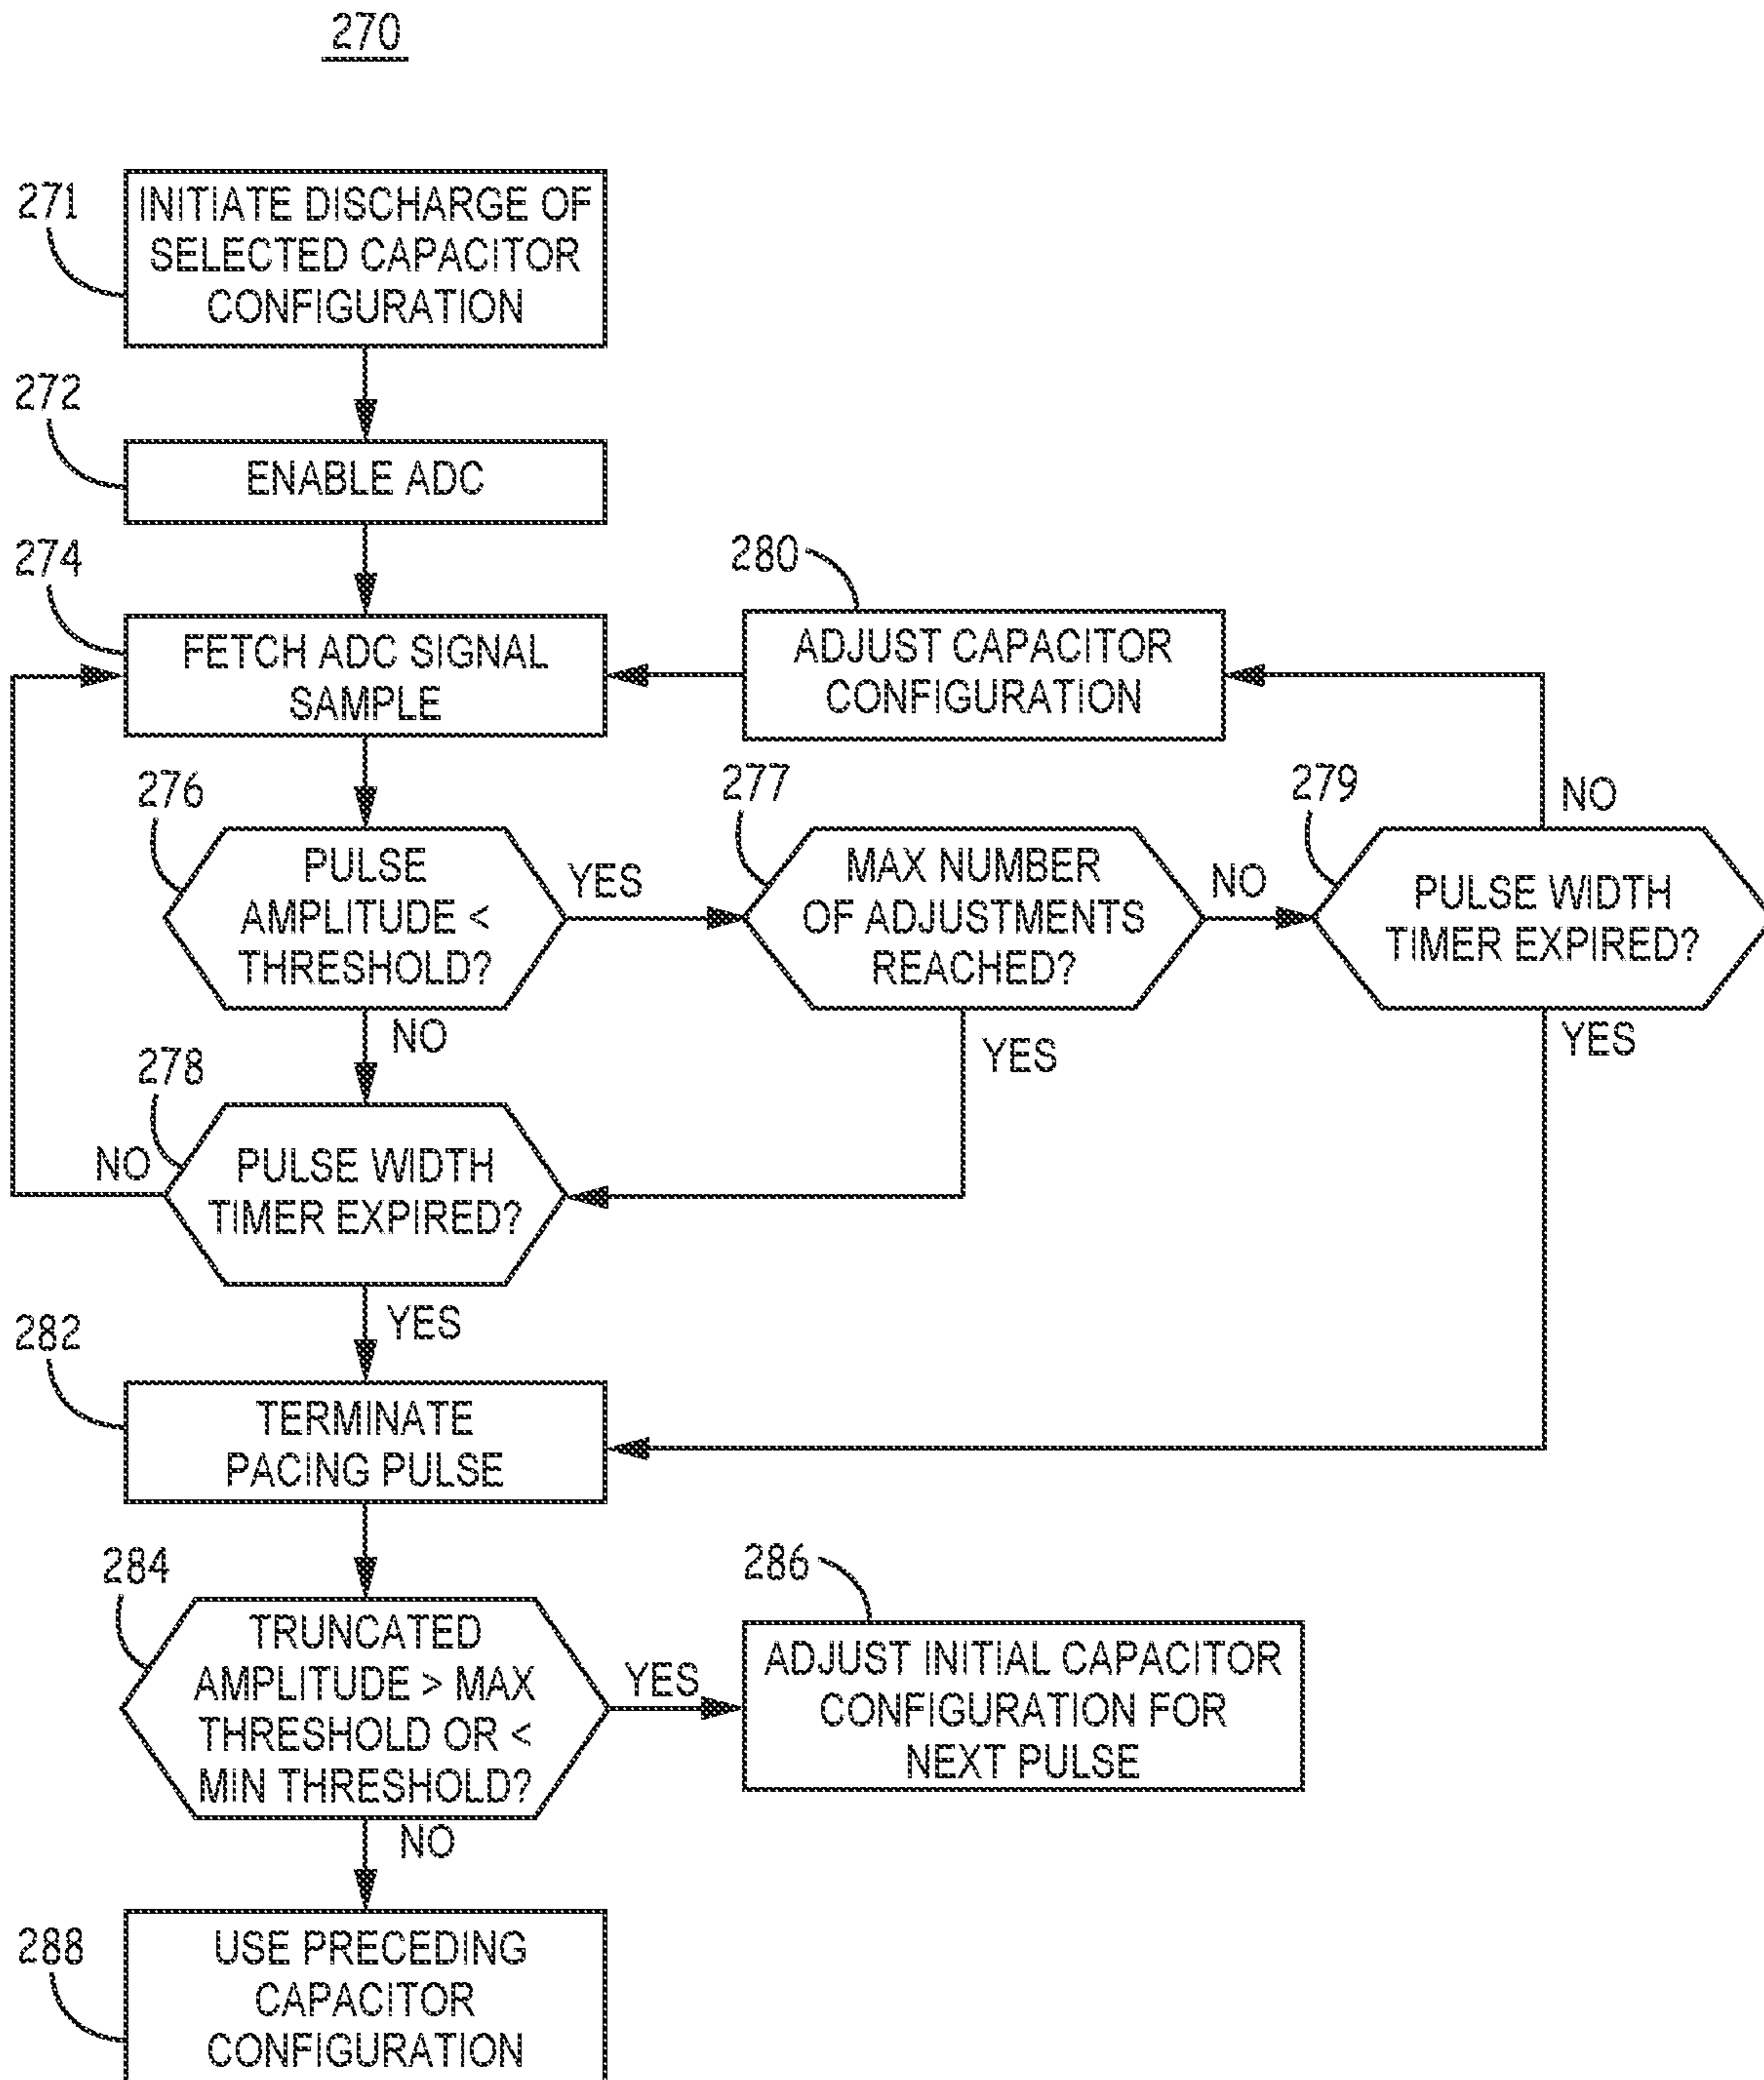 270
271
INITIATE DISCHARGE OF
SELECTED CAPACITOR
CONFIGURATION
272
ENABLE ADC
274
FETCH ADC SIGNAL
SAMPLE
280
ADJUST CAPACITOR
CONFIGURATION
276
PULSE
AMPLITUDE <
THRESHOLD?
YES
NO
277
MAX NUMBER
OF ADJUSTMENTS
REACHED?
NO
YES
279
PULSE WIDTH
TIMER EXPIRED?
NO
YES
278
PULSE WIDTH
TIMER EXPIRED?
NO
YES
282
TERMINATE
PACING PULSE
284
TRUNCATED
AMPLITUDE > MAX
THRESHOLD OR <
MIN THRESHOLD?
YES
NO
286
ADJUST INITIAL CAPACITOR
CONFIGURATION FOR
NEXT PULSE
288
USE PRECEDING
CAPACITOR
CONFIGURATION